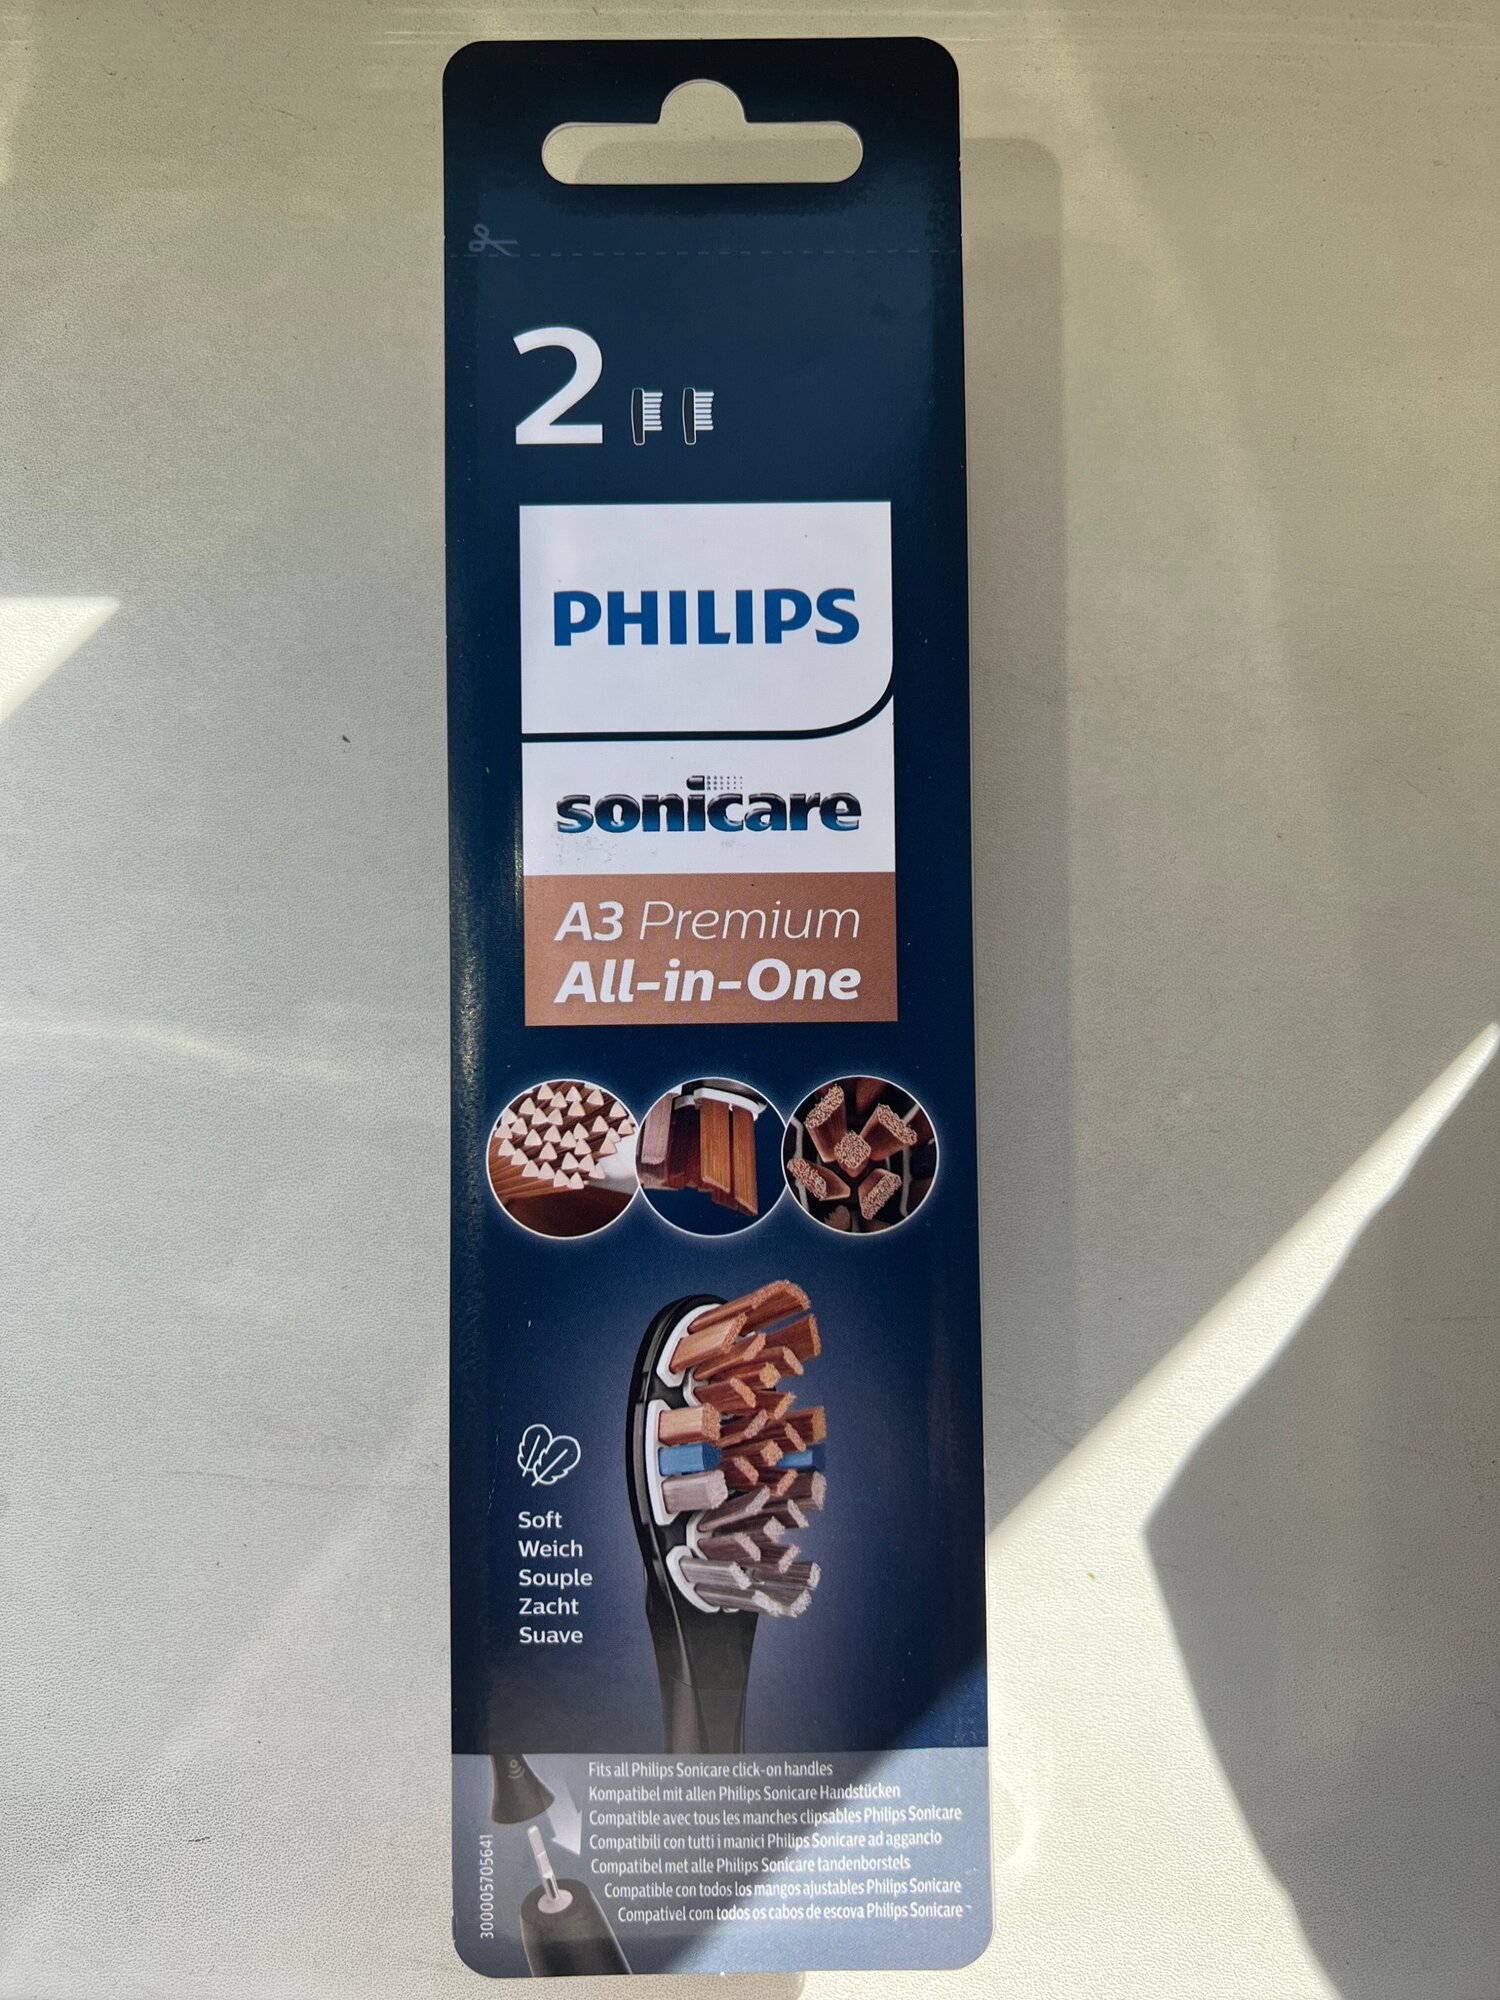 2
PHILIPS
sonicare
A3 Premium
All-in-One
Soft
Weich
Souple
Zacht
Suave
Fits all Philips Sonicare click-on handles
Kompatibel mit allen Philips Sonicare Handstücken
Compatible avec tous les manches clipsables Philips Sonicare
Compatibili con tutti i manici Philips Sonicare ad aggancio
Compatibel met alle Philips Sonicare tandenborstels
Compatible con todos los mangos ajustables Philips Sonicare
Compatível com todos os cabos de escova Philips Sonicare
300005705641